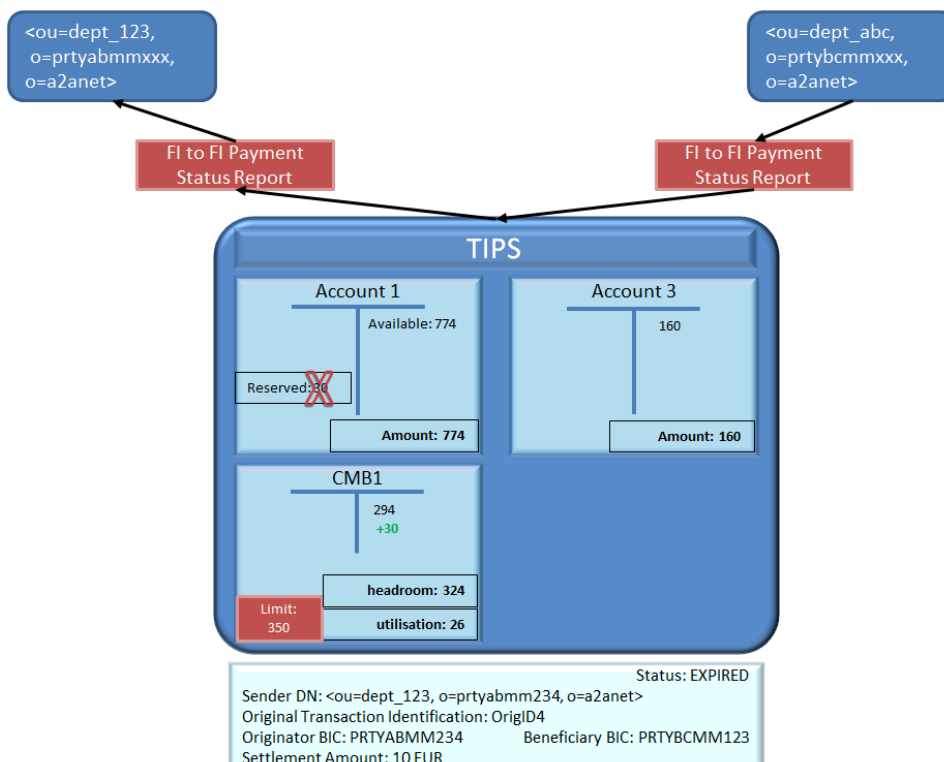 <ou=dept_123,
o=prtyabmmxxx,
o=a2anet>
<ou=dept_abc,
o=prtybcmmxxx,
o=a2anet>
FI to FI Payment
Status Report
FI to FI Payment
Status Report
TIPS
Account 1
Available: 774
Reserved: 30
Amount: 774
Account 3
160
Amount: 160
CMB1
294
+30
headroom: 324
Limit:
350
utilisation: 26
Status: EXPIRED
Sender DN: <ou=dept_123, o=prtyabmm234, o=a2anet>
Original Transaction Identification: OrigID4
Originator BIC: PRTYABMM234 Beneficiary BIC: PRTYBCMM123
Settlement Amount: 10 EUR